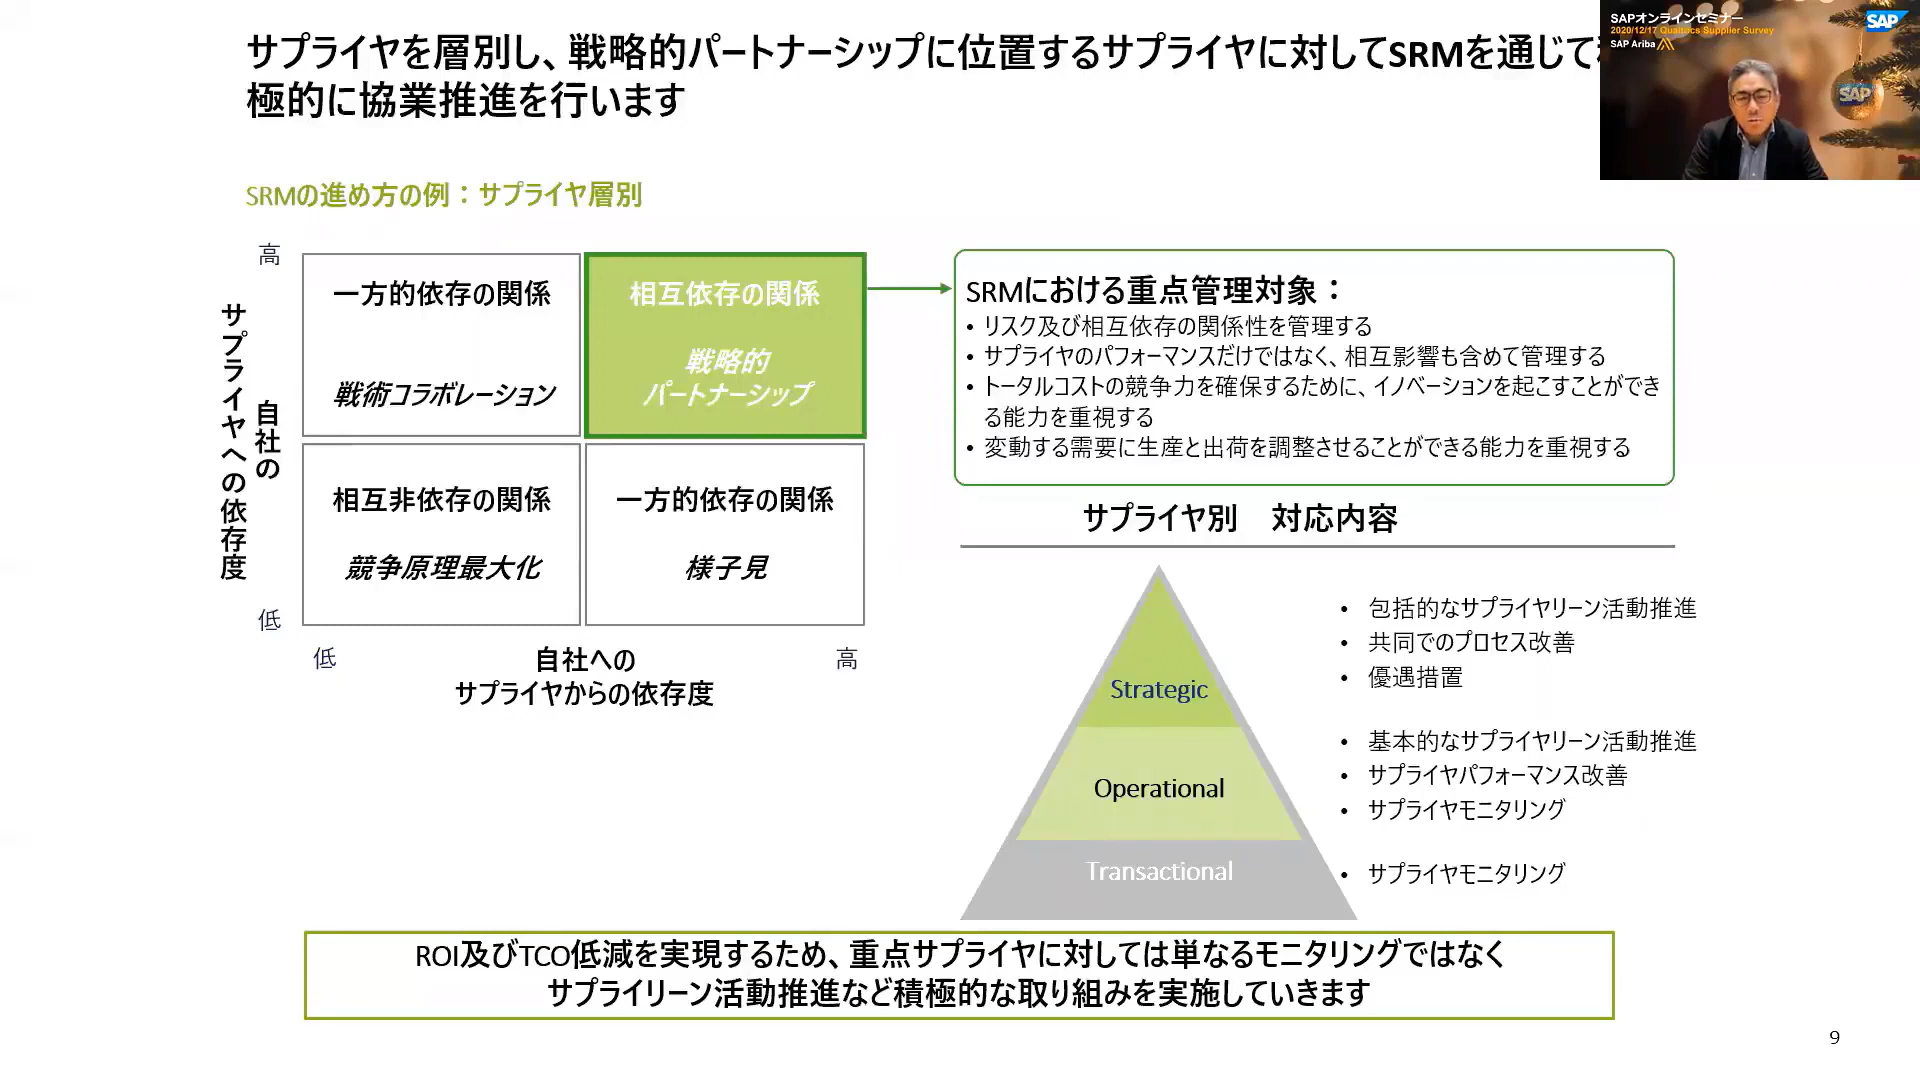 サプライヤを層別し、戦略的パートナーシップに位置するサプライヤに対してSRMを通じて
極的に協業推進を行います
SAPオンラインセミナー
2020/12/17 Qualtrics Supplier Survey
SAP Ariba
SAP
SAP
SRMの進め方の例：サプライヤ層別
高
自社の
サプライヤへの依存度
低
一方的依存の関係
戦術コラボレーション
相互依存の関係
戦略的
パートナーシップ
相互非依存の関係
競争原理最大化
一方的依存の関係
様子見
低
自社への
サプライヤからの依存度
高
SRMにおける重点管理対象：
• リスク及び相互依存の関係性を管理する
• サプライヤのパフォーマンスだけではなく、相互影響も含めて管理する
• トータルコストの競争力を確保するために、イノベーションを起こすことができ
る能力を重視する
• 変動する需要に生産と出荷を調整させることができる能力を重視する
サプライヤ別　対応内容
Strategic
• 包括的なサプライヤリーン活動推進
• 共同でのプロセス改善
• 優遇措置
Operational
• 基本的なサプライヤリーン活動推進
• サプライヤパフォーマンス改善
• サプライヤモニタリング
Transactional
• サプライヤモニタリング
ROI及びTCO低減を実現するため、重点サプライヤに対しては単なるモニタリングではなく
サプライリーン活動推進など積極的な取り組みを実施していきます
9